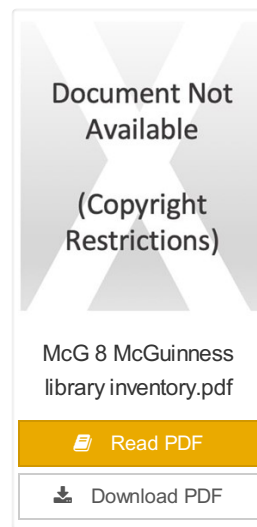 Document Not
Available
(Copyright
Restrictions)
McG 8 McGuinness
library inventory.pdf
Read PDF
Download PDF